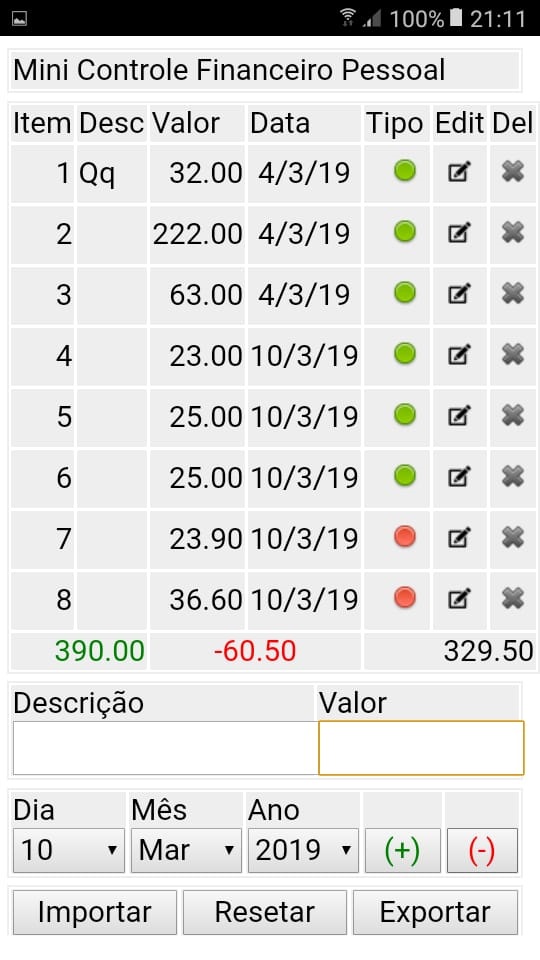 100% 21:11
Mini Controle Financeiro Pessoal
Item Desc Valor Data Tipo Edit Del
1 Qq 32.00 4/3/19
2 222.00 4/3/19
3 63.00 4/3/19
4 23.00 10/3/19
5 25.00 10/3/19
6 25.00 10/3/19
7 23.90 10/3/19
8 36.60 10/3/19
390.00 -60.50 329.50
Descrição Valor
Dia Mês Ano
10 Mar 2019 (+) (-)
Importar Resetar Exportar